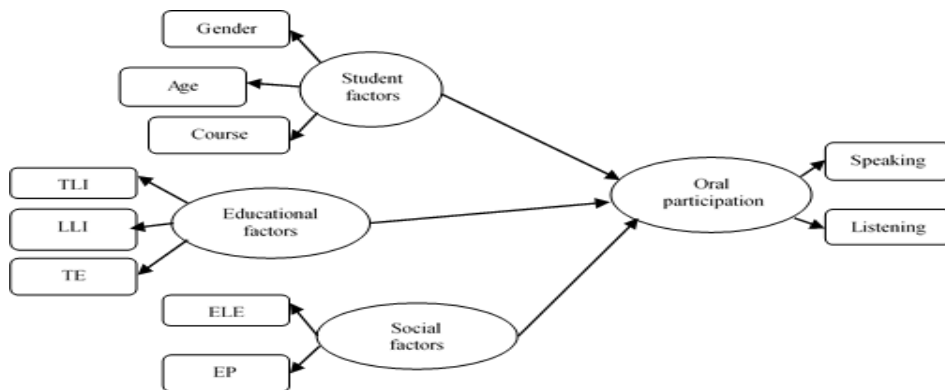 Gender
Student
factors
Age
Course
Speaking
Oral
participation
TLI
LLI
Educational
factors
Listening
TE
ELE
Social
factors
EP